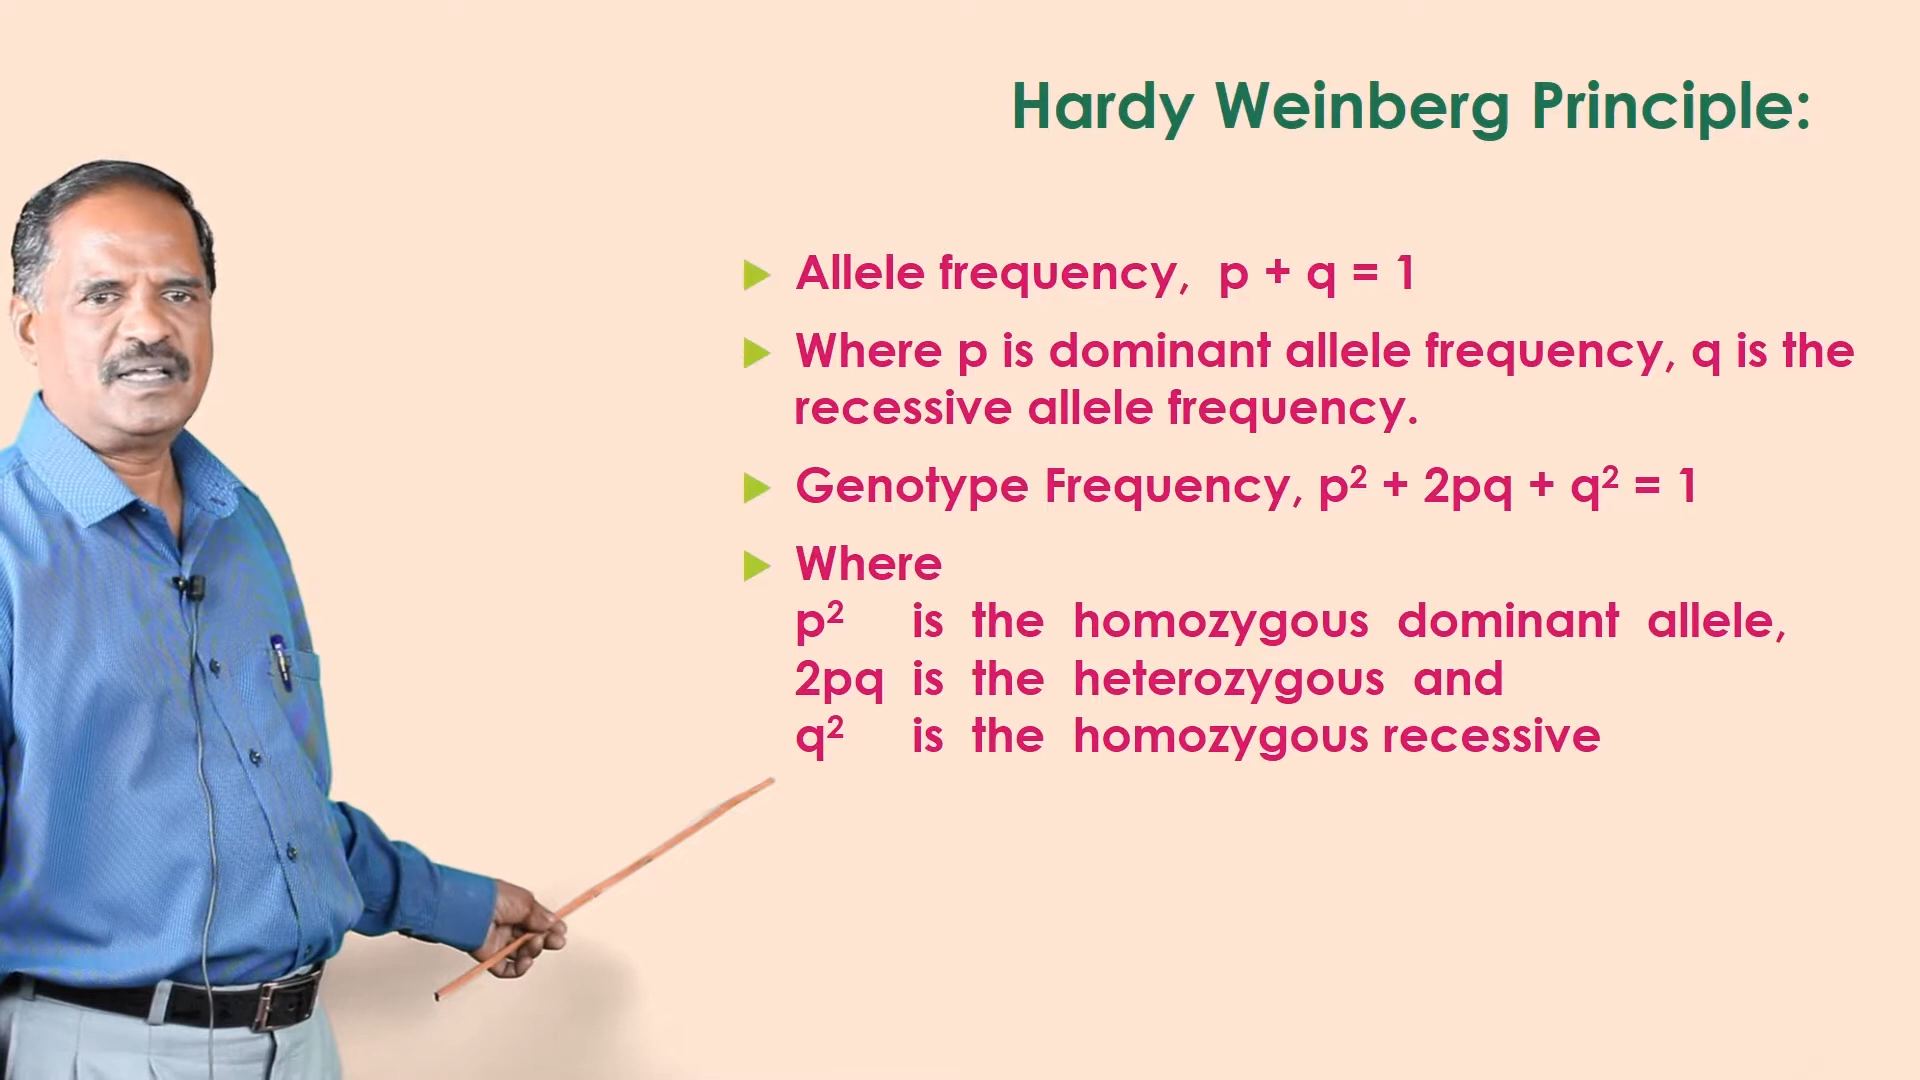 Hardy Weinberg Principle:
Allele frequency, p + q = 1
Where p is dominant allele frequency, q is the
recessive allele frequency.
Genotype Frequency, p² + 2pq + q² = 1
Where
p² is the homozygous dominant allele,
2pq is the heterozygous and
q² is the homozygous recessive